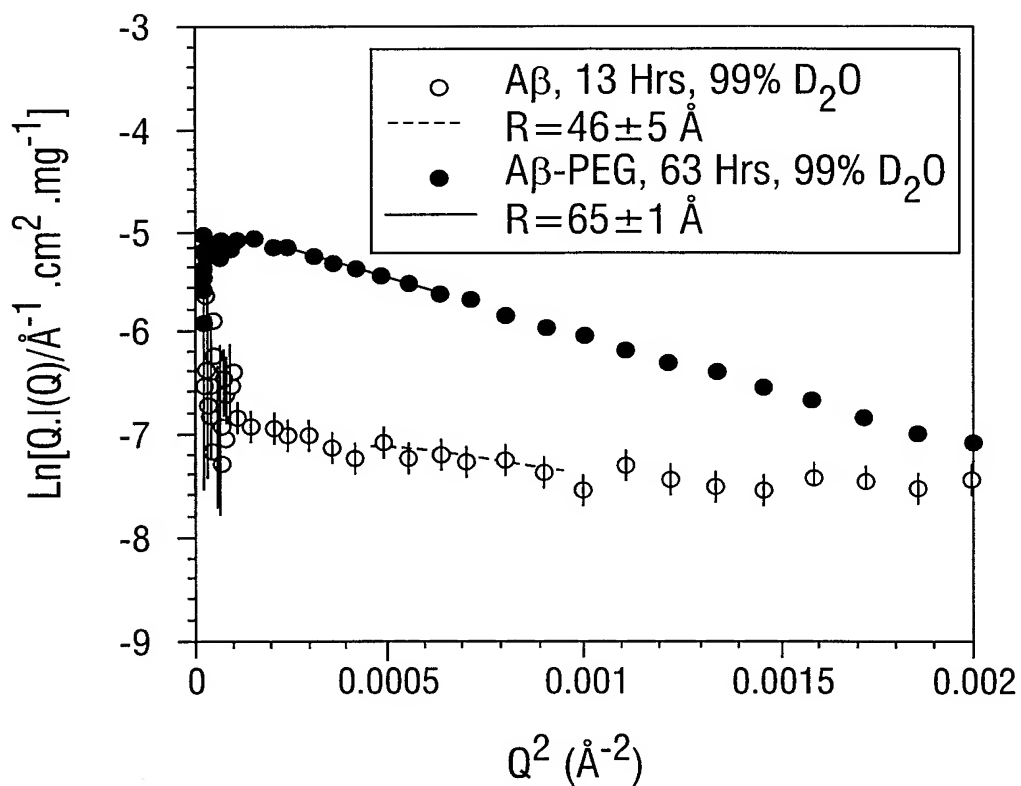 Ln[Q.I(Q)/Å⁻¹ .cm² .mg⁻¹]
-3
-4
-5
-6
-7
-8
-9
Aβ, 13 Hrs, 99% D₂O
R=46±5 Å
Aβ-PEG, 63 Hrs, 99% D₂O
R=65±1 Å
0
0.0005
0.001
0.0015
0.002
Q² (Å⁻²)